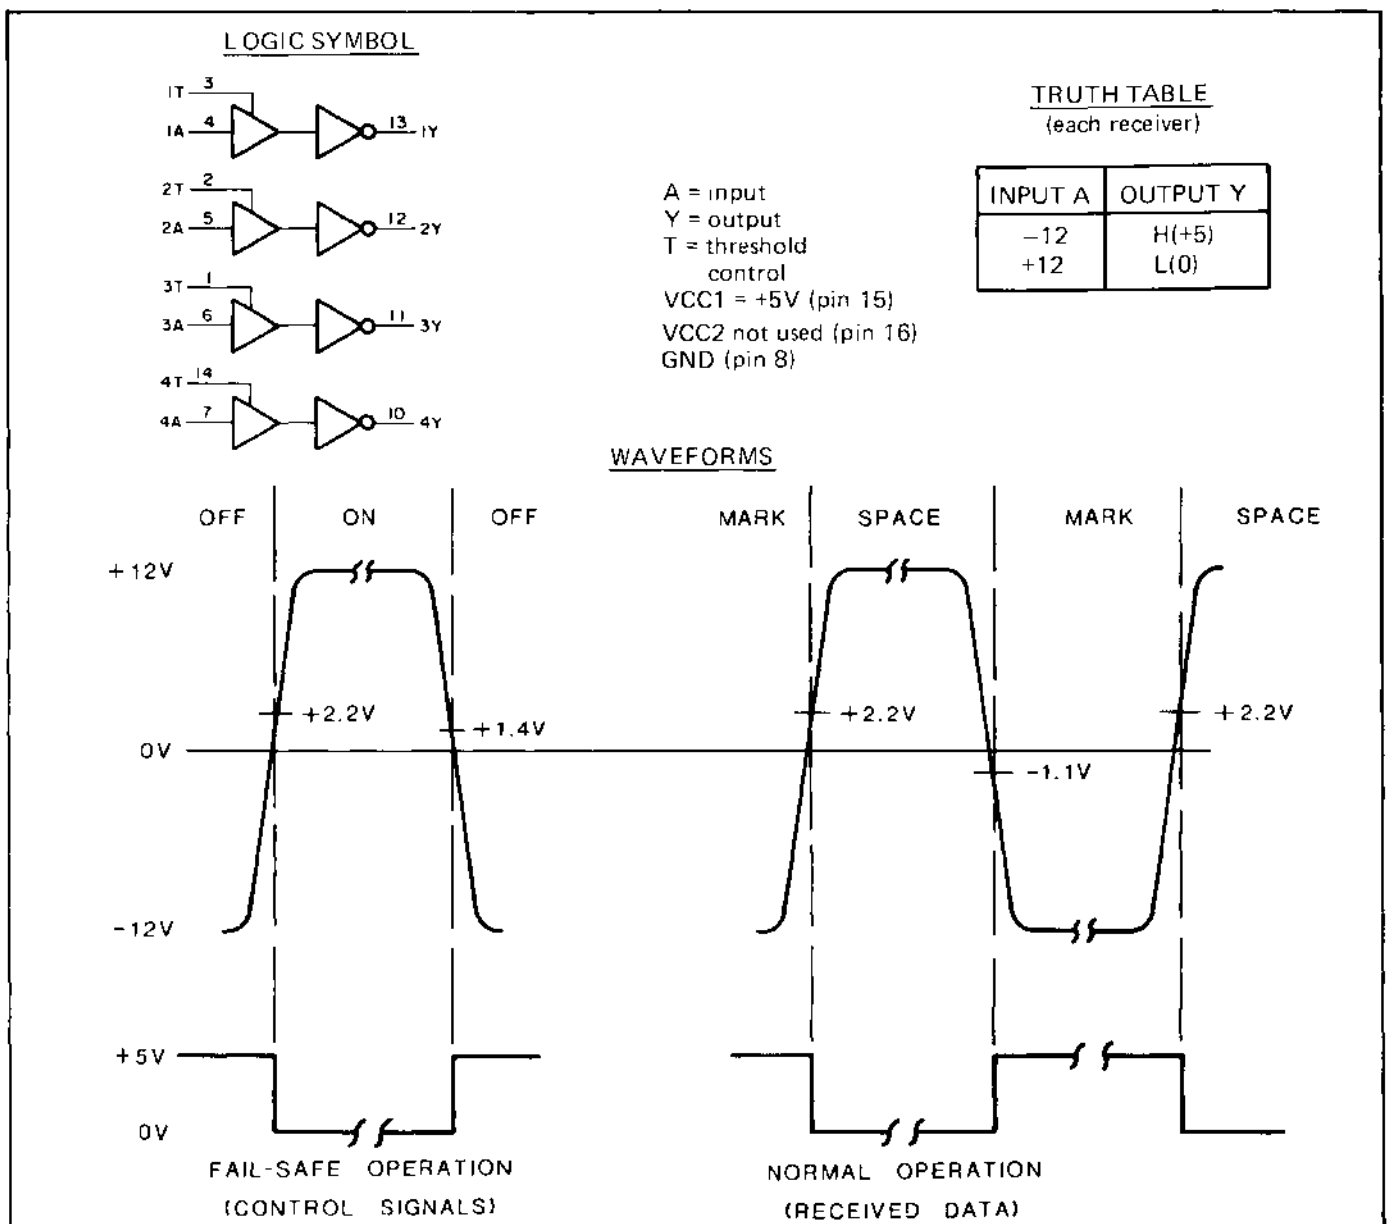 LOGIC SYMBOL
1T 3
1A 4 13 1Y
2T 2
2A 5 12 2Y
3T 1
3A 6 11 3Y
4T 14
4A 7 10 4Y
A = input
Y = output
T = threshold
control
VCC1 = +5V (pin 15)
VCC2 not used (pin 16)
GND (pin 8)
TRUTH TABLE
(each receiver)
INPUT A OUTPUT Y
−12 H(+5)
+12 L(0)
WAVEFORMS
OFF ON OFF MARK SPACE MARK SPACE
+12V
+2.2V +1.4V +2.2V -1.1V +2.2V
0V
-12V
+5V
0V
FAIL-SAFE OPERATION
(CONTROL SIGNALS)
NORMAL OPERATION
(RECEIVED DATA)